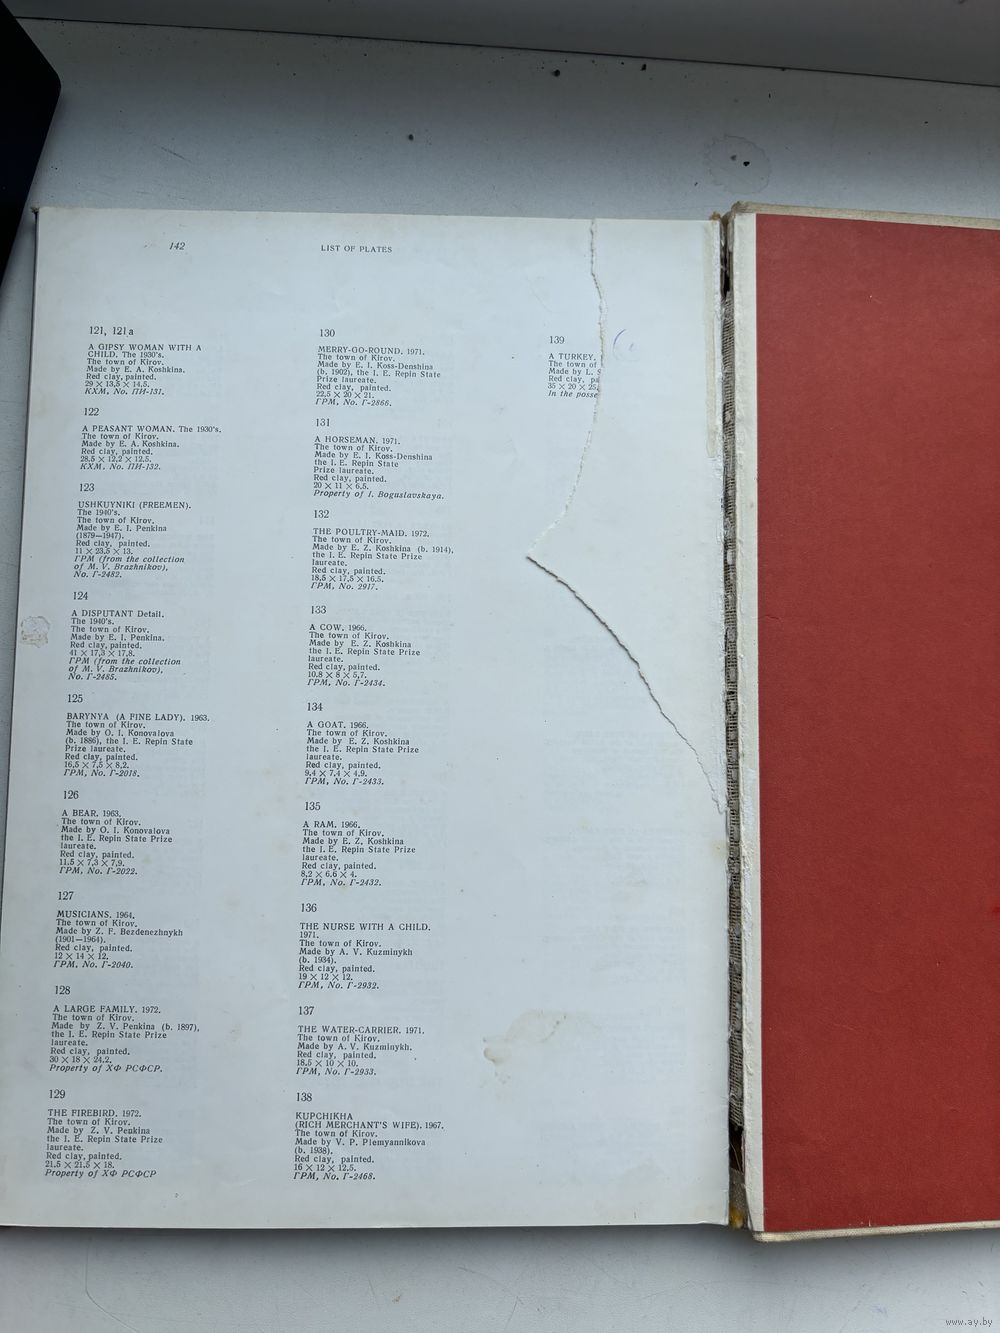 142
LIST OF PLATES
121, 121a
A GIPSY WOMAN WITH A
CHILD. The 1930's.
The town of Kirov.
Made by E. A. Koshkina.
Red clay, painted.
29 × 13,5 × 14,5.
КХМ, No. ПИ-131.
122
A PEASANT WOMAN. The 1930's.
The town of Kirov.
Made by E. A. Koshkina.
Red clay, painted.
28,5 × 12,2 × 12,5.
КХМ, No. ПИ-132.
123
USHKUYNIKI (FREEMEN).
The 1940's.
The town of Kirov.
Made by E. I. Penkina
(1879—1947).
Red clay, painted.
11 × 23,5 × 13.
ГРМ (from the collection
of M. V. Brazhnikov),
No. Г-2482.
124
A DISPUTANT Detail.
The 1940's.
The town of Kirov.
Made by E. I. Penkina.
Red clay, painted.
41 × 17,3 × 17,8.
ГРМ (from the collection
of M. V. Brazhnikov),
No. Г-2485.
125
BARYNYA (A FINE LADY). 1963.
The town of Kirov.
Made by O. I. Konovalova
(b. 1886), the I. E. Repin State
Prize laureate.
Red clay, painted.
16,5 × 7,5 × 8,2.
ГРМ, No. Г-2018.
126
A BEAR. 1963.
The town of Kirov.
Made by O. I. Konovalova
the I. E. Repin State Prize
laureate.
Red clay, painted.
11,5 × 7,3 × 7,9.
ГРМ, No. Г-2022.
127
MUSICIANS. 1964.
The town of Kirov.
Made by Z. F. Bezdenezhnykh
(1901—1964).
Red clay, painted.
12 × 14 × 12.
ГРМ, No. Г-2040.
128
A LARGE FAMILY. 1972.
The town of Kirov.
Made by Z. V. Penkina (b. 1897),
the I. E. Repin State Prize
laureate.
Red clay, painted.
30 × 18 × 24,2.
Property of ХФ РСФСР.
129
THE FIREBIRD. 1972.
The town of Kirov.
Made by Z. V. Penkina
the I. E. Repin State Prize
laureate.
Red clay, painted.
21,5 × 21,5 × 18.
Property of ХФ РСФСР
130
MERRY-GO-ROUND. 1971.
The town of Kirov.
Made by E. I. Koss-Denshina
(b. 1902), the I. E. Repin State
Prize laureate.
Red clay, painted.
22,5 × 20 × 21.
ГРМ, No. Г-2866.
131
A HORSEMAN. 1971.
The town of Kirov.
Made by E. I. Koss-Denshina
the I. E. Repin State
Prize laureate.
Red clay, painted.
20 × 11 × 6,5.
Property of I. Boguslavskaya.
132
THE POULTRY-MAID. 1972.
The town of Kirov.
Made by E. Z. Koshkina (b. 1914),
the I. E. Repin State Prize
laureate.
Red clay, painted.
18,5 × 17,5 × 16,5.
ГРМ, No. 2917.
133
A COW. 1966.
The town of Kirov.
Made by E. Z. Koshkina
the I. E. Repin State Prize
laureate.
Red clay, painted.
10,8 × 8 × 5,7.
ГРМ, No. Г-2434.
134
A GOAT. 1966.
The town of Kirov.
Made by E. Z. Koshkina
the I. E. Repin State Prize
laureate.
Red clay, painted.
9,4 × 7,4 × 4,9.
ГРМ, No. Г-2433.
135
A RAM. 1966.
The town of Kirov.
Made by E. Z. Koshkina
the I. E. Repin State Prize
laureate.
Red clay, painted.
8,2 × 6,6 × 4.
ГРМ, No. Г-2432.
136
THE NURSE WITH A CHILD.
1971.
The town of Kirov.
Made by A. V. Kuzminykh
(b. 1934).
Red clay, painted.
19 × 12 × 12.
ГРМ, No. Г-2932.
137
THE WATER-CARRIER. 1971.
The town of Kirov.
Made by A. V. Kuzminykh.
Red clay, painted.
18,5 × 10 × 10.
ГРМ, No. Г-2933.
138
KUPCHIKHA
(RICH MERCHANT'S WIFE). 1967.
The town of Kirov.
Made by V. P. Plemyannikova
(b. 1938).
Red clay, painted.
16 × 12 × 12,5.
ГРМ, No. Г-2468.
139
A TURKEY.
The town of
Made by L. S
Red clay, pa
35 × 20 × 25,
In the posse
www.ay.by